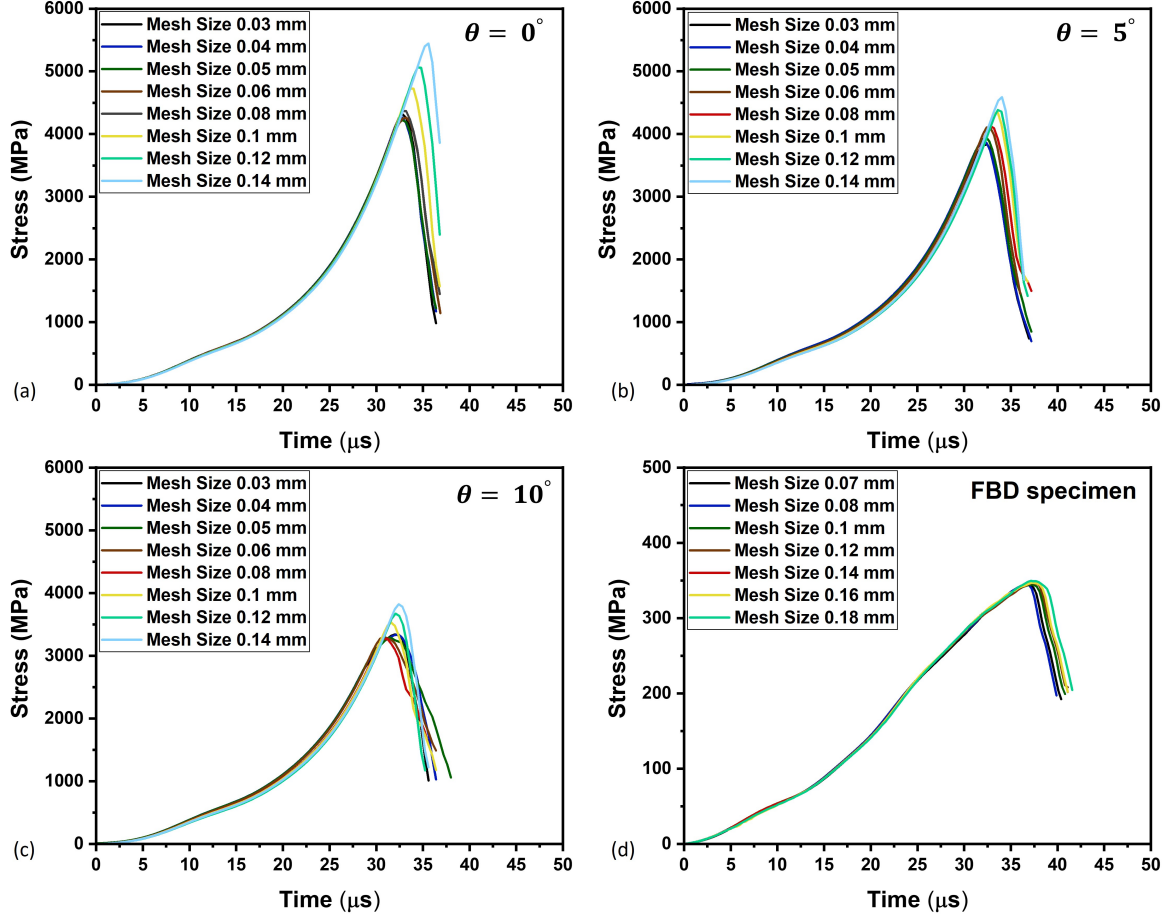 6000
5000
4000
3000
2000
1000
0
Stress (MPa)
Mesh Size 0.03 mm
Mesh Size 0.04 mm
Mesh Size 0.05 mm
Mesh Size 0.06 mm
Mesh Size 0.08 mm
Mesh Size 0.1 mm
Mesh Size 0.12 mm
Mesh Size 0.14 mm
θ = 0°
(a)
0 5 10 15 20 25 30 35 40 45 50
Time (μs)
6000
5000
4000
3000
2000
1000
0
Stress (MPa)
Mesh Size 0.03 mm
Mesh Size 0.04 mm
Mesh Size 0.05 mm
Mesh Size 0.06 mm
Mesh Size 0.08 mm
Mesh Size 0.1 mm
Mesh Size 0.12 mm
Mesh Size 0.14 mm
θ = 5°
(b)
0 5 10 15 20 25 30 35 40 45 50
Time (μs)
6000
5000
4000
3000
2000
1000
0
Stress (MPa)
Mesh Size 0.03 mm
Mesh Size 0.04 mm
Mesh Size 0.05 mm
Mesh Size 0.06 mm
Mesh Size 0.08 mm
Mesh Size 0.1 mm
Mesh Size 0.12 mm
Mesh Size 0.14 mm
θ = 10°
(c)
0 5 10 15 20 25 30 35 40 45 50
Time (μs)
500
400
300
200
100
0
Stress (MPa)
Mesh Size 0.07 mm
Mesh Size 0.08 mm
Mesh Size 0.1 mm
Mesh Size 0.12 mm
Mesh Size 0.14 mm
Mesh Size 0.16 mm
Mesh Size 0.18 mm
FBD specimen
(d)
0 5 10 15 20 25 30 35 40 45 50
Time (μs)